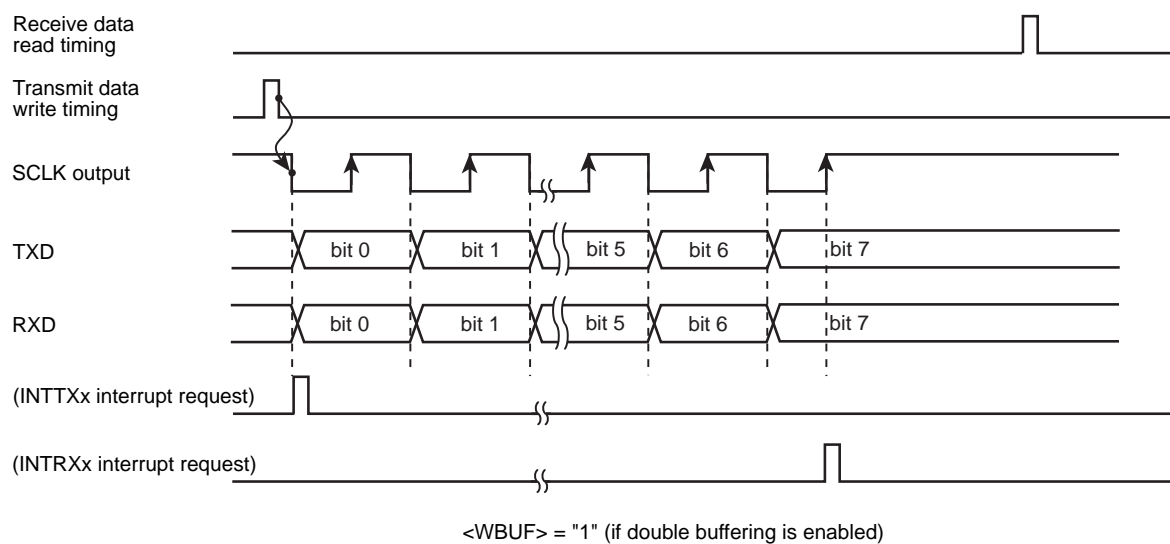 Receive data
read timing
Transmit data
write timing
SCLK output
TXD
bit 0 bit 1 bit 5 bit 6 bit 7
RXD
bit 0 bit 1 bit 5 bit 6 bit 7
(INTTXx interrupt request)
(INTRXx interrupt request)
<WBUF> = "1" (if double buffering is enabled)